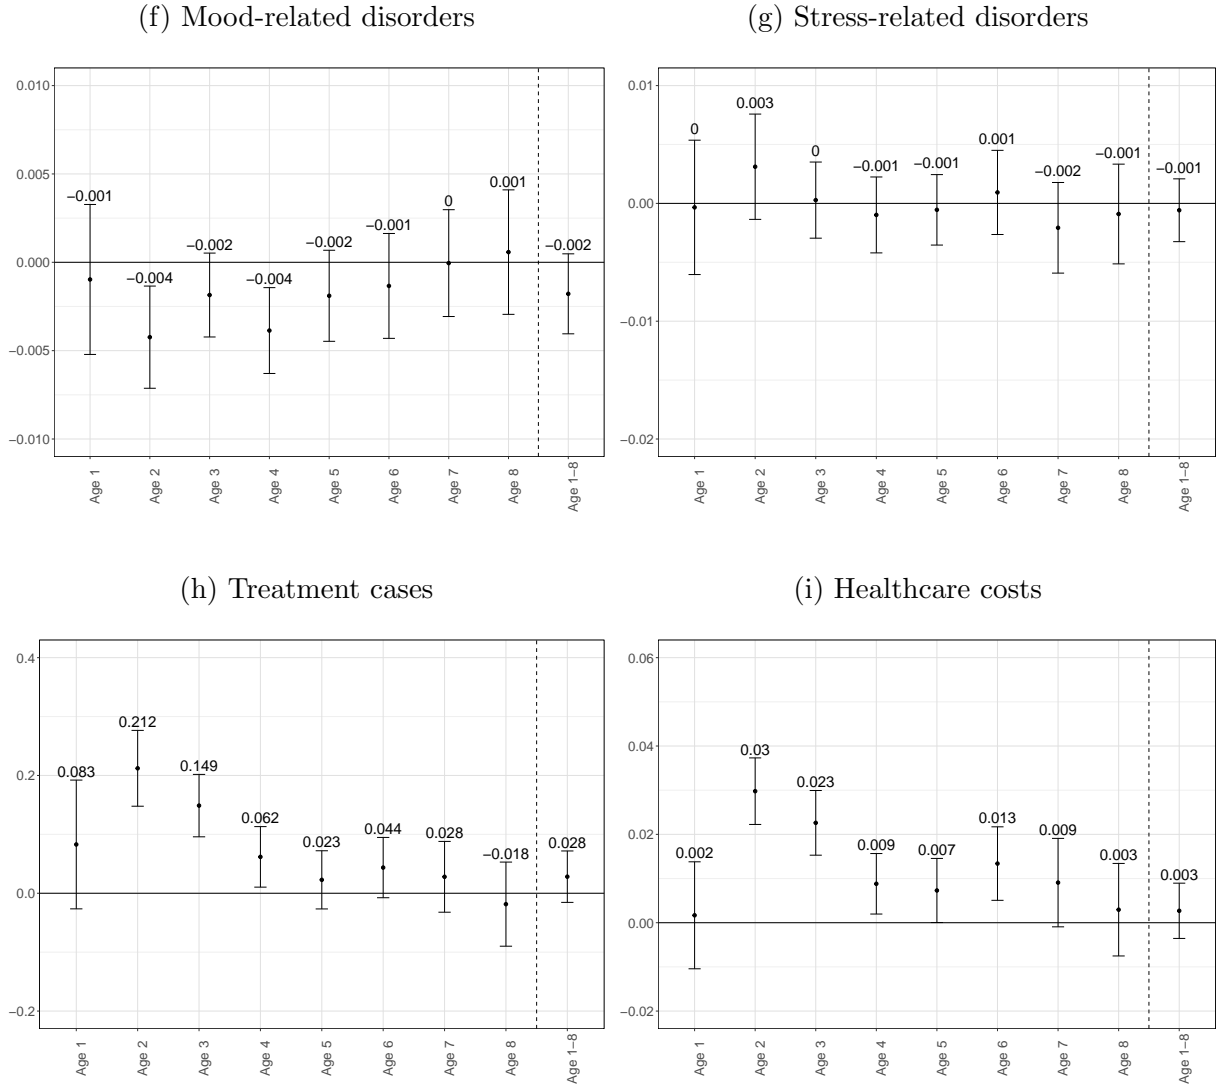 (f) Mood-related disorders
0.010
0.005
0.000
−0.005
−0.010
−0.001
−0.004
−0.002
−0.004
−0.002
−0.001
0
0.001
−0.002
Age 1
Age 2
Age 3
Age 4
Age 5
Age 6
Age 7
Age 8
Age 1−8
(g) Stress-related disorders
0.01
0.00
−0.01
−0.02
0
0.003
0
−0.001
−0.001
0.001
−0.002
−0.001
−0.001
Age 1
Age 2
Age 3
Age 4
Age 5
Age 6
Age 7
Age 8
Age 1−8
(h) Treatment cases
0.4
0.2
0.0
−0.2
0.083
0.212
0.149
0.062
0.023
0.044
0.028
−0.018
0.028
Age 1
Age 2
Age 3
Age 4
Age 5
Age 6
Age 7
Age 8
Age 1−8
(i) Healthcare costs
0.06
0.04
0.02
0.00
−0.02
0.002
0.03
0.023
0.009
0.007
0.013
0.009
0.003
0.003
Age 1
Age 2
Age 3
Age 4
Age 5
Age 6
Age 7
Age 8
Age 1−8